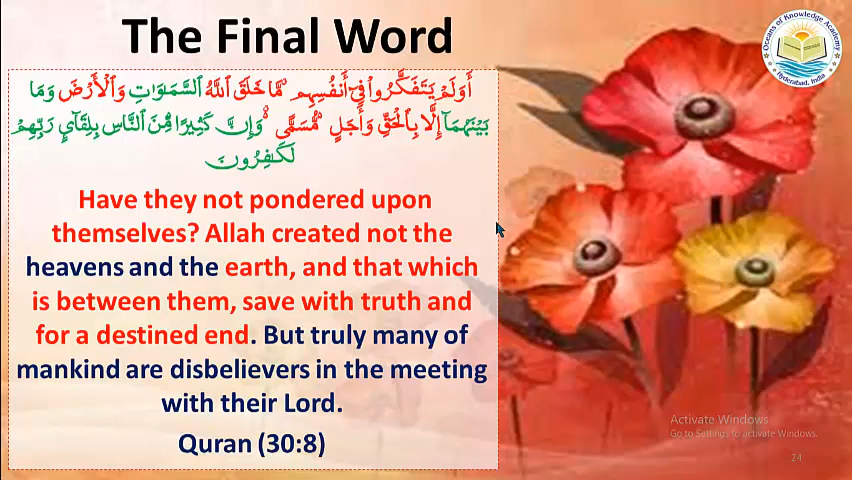 The Final Word
أَوَلَمْ يَتَفَكَّرُوا۟ فِىٓ أَنفُسِهِم ۗ مَّا خَلَقَ ٱللَّهُ ٱلسَّمَـٰوَٰتِ وَٱلْأَرْضَ وَمَا
بَيْنَهُمَآ إِلَّا بِٱلْحَقِّ وَأَجَلٍ مُّسَمًّى ۗ وَإِنَّ كَثِيرًا مِّنَ ٱلنَّاسِ بِلِقَآئِ رَبِّهِمْ
لَكَـٰفِرُونَ
Have they not pondered upon
themselves? Allah created not the
heavens and the earth, and that which
is between them, save with truth and
for a destined end. But truly many of
mankind are disbelievers in the meeting
with their Lord.
Quran (30:8)
Oceans of Knowledge Academy
Hyderabad, India
Activate Windows
Go to Settings to activate Windows.
24